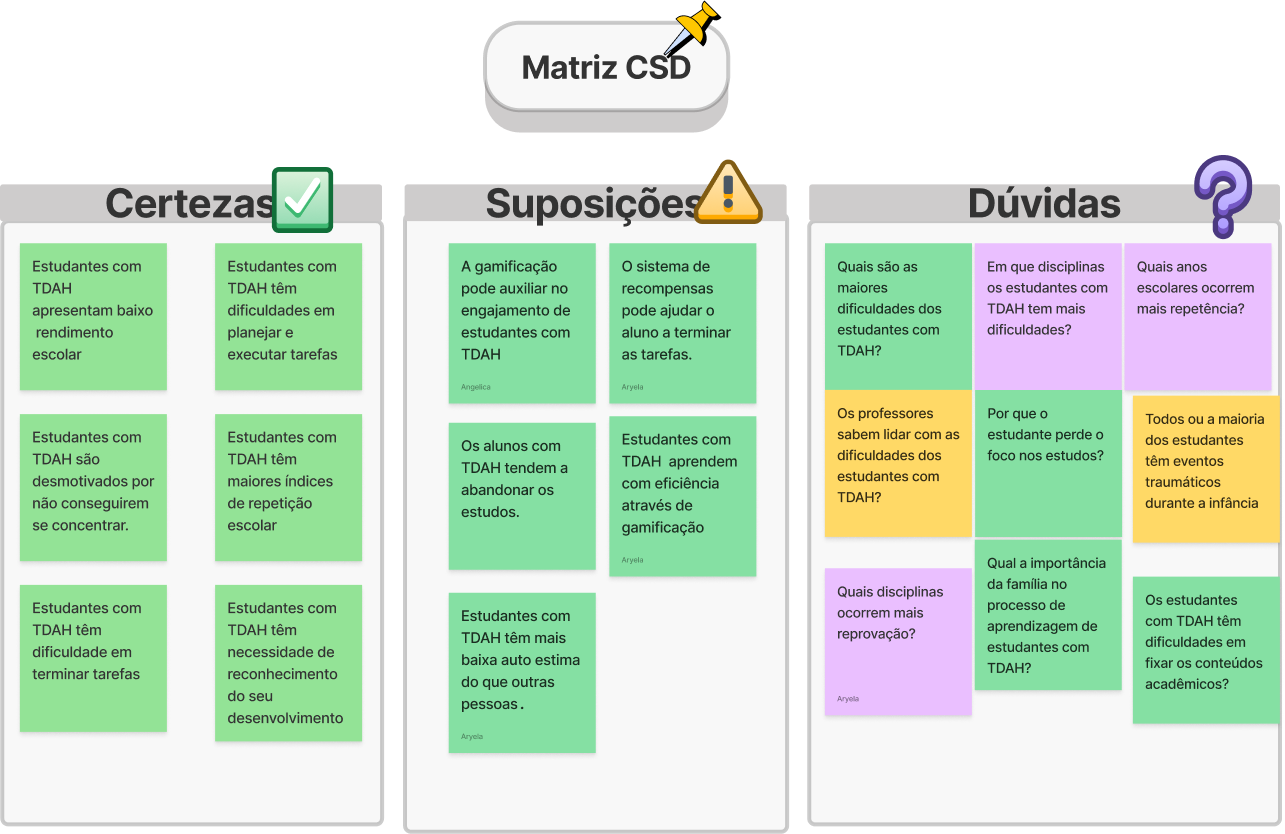 Matriz CSD
Certezas
Estudantes com
TDAH
apresentam baixo
rendimento
escolar
Estudantes com
TDAH têm
dificuldades em
planejar e
executar tarefas
Estudantes com
TDAH são
desmotivados por
não conseguirem
se concentrar.
Estudantes com
TDAH têm
maiores índices
de repetição
escolar
Estudantes com
TDAH têm
dificuldade em
terminar tarefas
Estudantes com
TDAH têm
necessidade de
reconhecimento
do seu
desenvolvimento
Suposições
A gamificação
pode auxiliar no
engajamento de
estudantes com
TDAH
Angelica
O sistema de
recompensas
pode ajudar o
aluno a terminar
as tarefas.
Aryela
Os alunos com
TDAH tendem a
abandonar os
estudos.
Estudantes com
TDAH  aprendem
com eficiência
através de
gamificação
Aryela
Estudantes com
TDAH têm mais
baixa auto estima
do que outras
pessoas.
Aryela
Dúvidas
Quais são as
maiores
dificuldades dos
estudantes com
TDAH?
Em que disciplinas
os estudantes com
TDAH tem mais
dificuldades?
Quais anos
escolares ocorrem
mais repetência?
Os professores
sabem lidar com as
dificuldades dos
estudantes com
TDAH?
Por que o
estudante perde o
foco nos estudos?
Todos ou a maioria
dos estudantes
têm eventos
traumáticos
durante a infância
Quais disciplinas
ocorrem mais
reprovação?
Aryela
Qual a importância
da família no
processo de
aprendizagem de
estudantes com
TDAH?
Os estudantes
com TDAH têm
dificuldades em
fixar os conteúdos
acadêmicos?